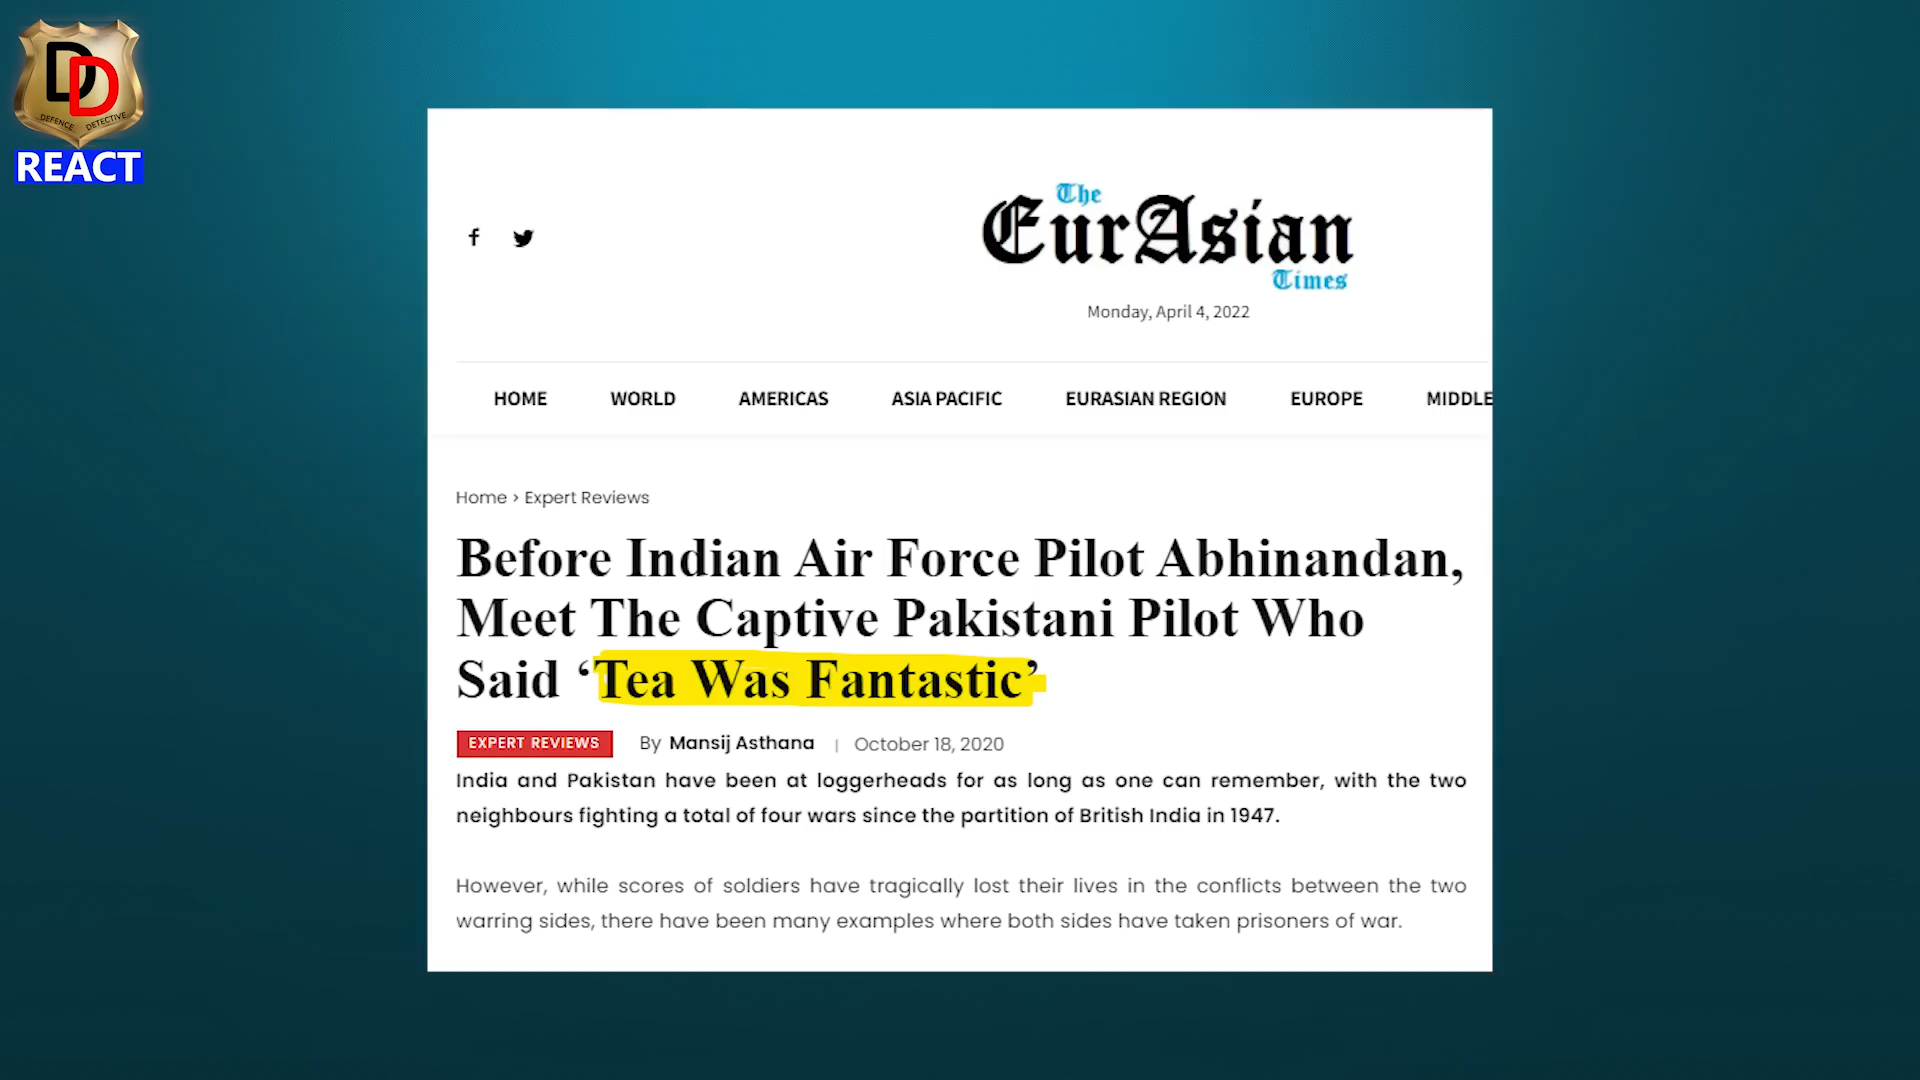 DD
DEFENCE DETECTIVE
REACT
f
The
EurAsian
Times
Monday, April 4, 2022
HOME WORLD AMERICAS ASIA PACIFIC EURASIAN REGION EUROPE MIDDLE
Home > Expert Reviews
Before Indian Air Force Pilot Abhinandan,
Meet The Captive Pakistani Pilot Who
Said ‘Tea Was Fantastic’
EXPERT REVIEWS By Mansij Asthana | October 18, 2020
India and Pakistan have been at loggerheads for as long as one can remember, with the two
neighbours fighting a total of four wars since the partition of British India in 1947.
However, while scores of soldiers have tragically lost their lives in the conflicts between the two
warring sides, there have been many examples where both sides have taken prisoners of war.